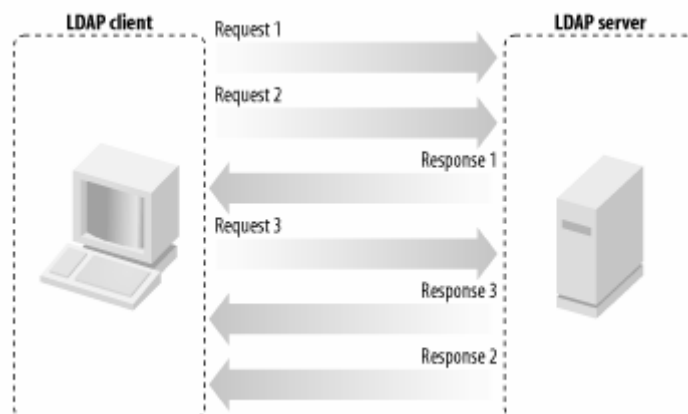 LDAP client
LDAP server
Request 1
Request 2
Response 1
Request 3
Response 3
Response 2